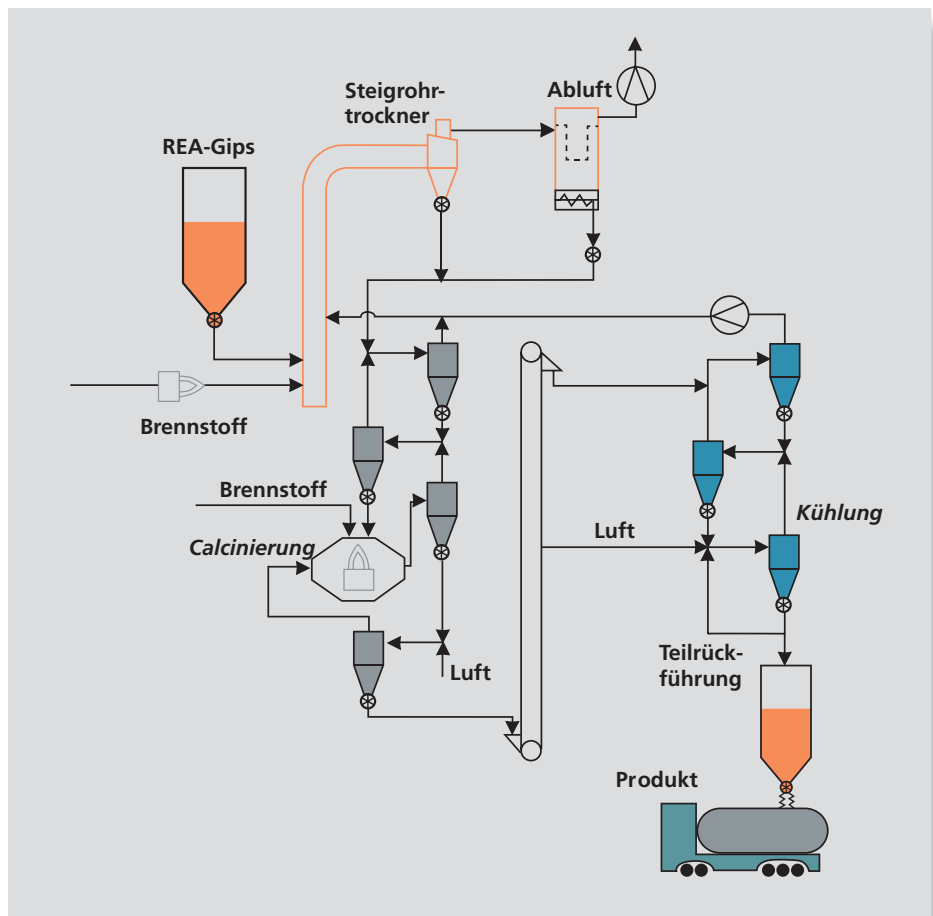 Steigrohr-
trockner
Abluft
REA-Gips
Brennstoff
Brennstoff
Calcinierung
Luft
Kühlung
Luft
Teilrück-
führung
Produkt